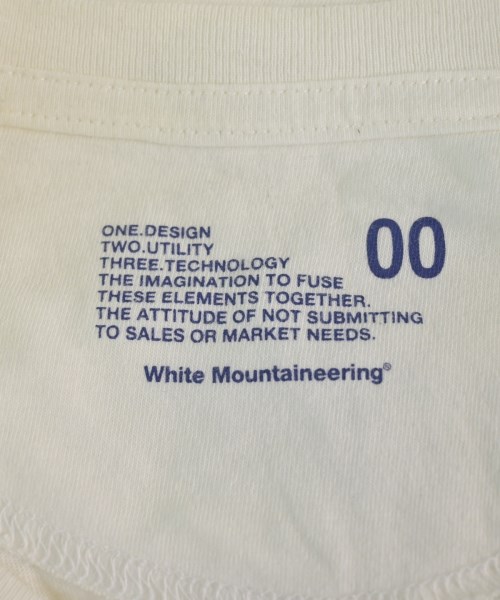 ONE.DESIGN
TWO.UTILITY
THREE.TECHNOLOGY
THE IMAGINATION TO FUSE
THESE ELEMENTS TOGETHER.
THE ATTITUDE OF NOT SUBMITTING
TO SALES OR MARKET NEEDS.
00
White Mountaineering®